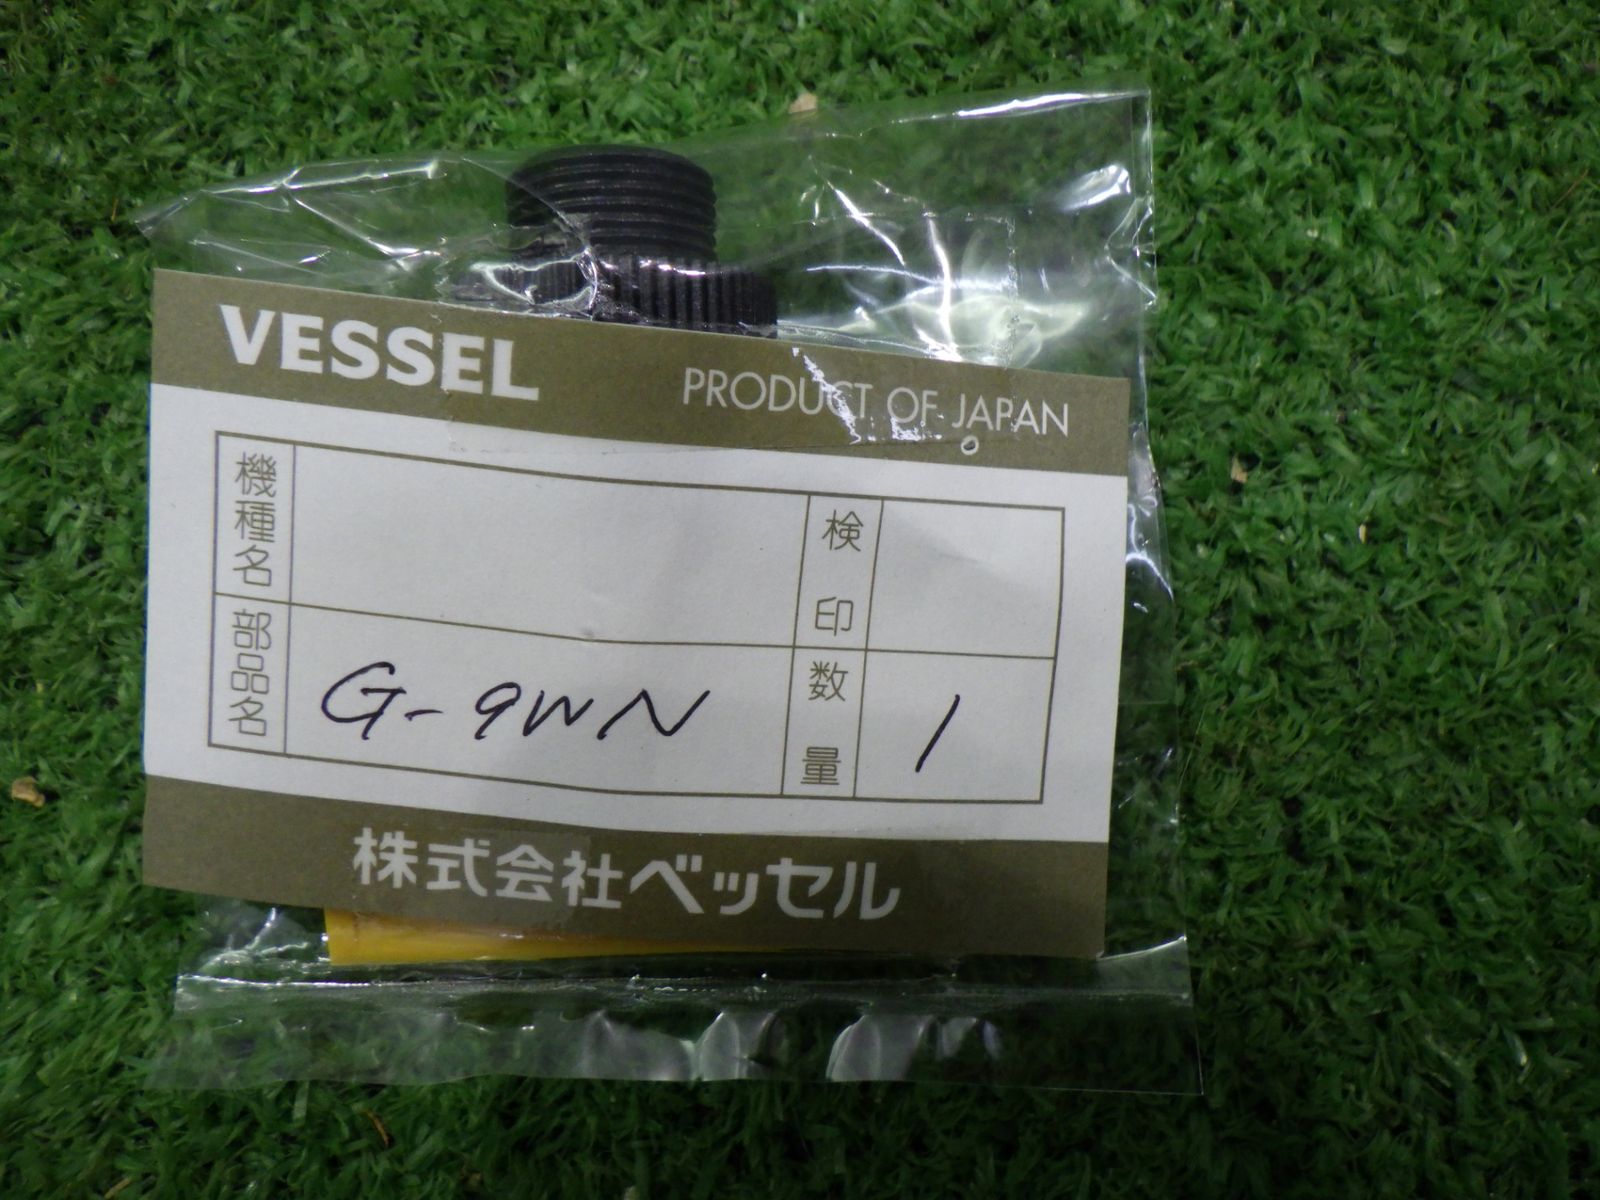 VESSEL
PRODUCT OF JAPAN
機種名
検印
部品名
G-9WN
数量
1
株式会社ベッセル